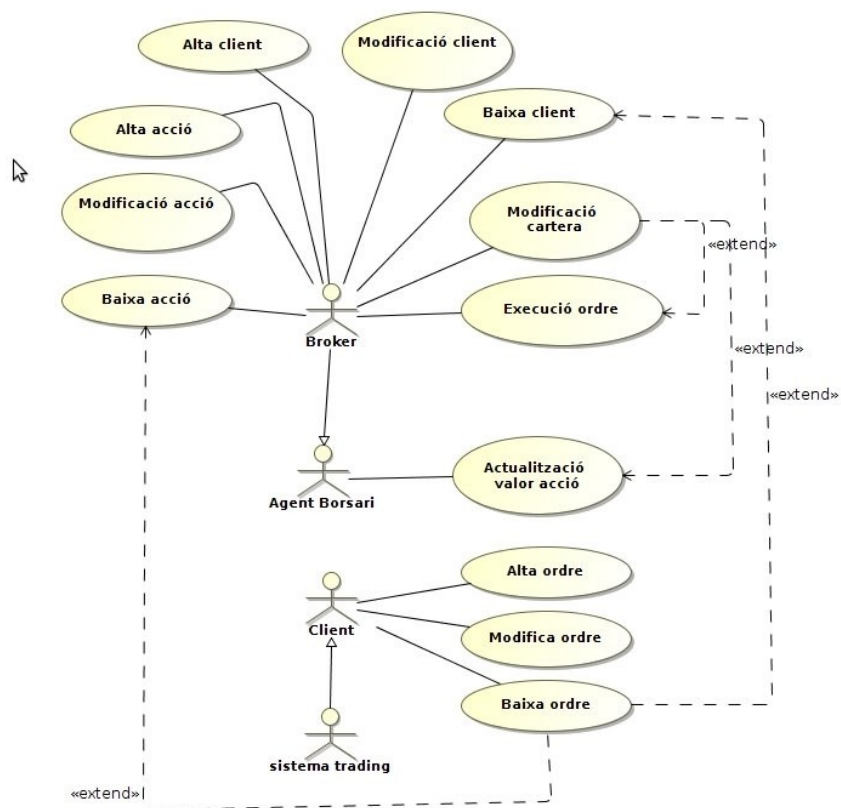 Alta client
Modificació client
Baixa client
Alta acció
Modificació acció
Modificació
cartera
«extend»
Baixa acció
Execució ordre
Broker
«extend»
«extend»
Actualització
valor acció
Agent Borsari
Alta ordre
Client
Modifica ordre
Baixa ordre
sistema trading
«extend»